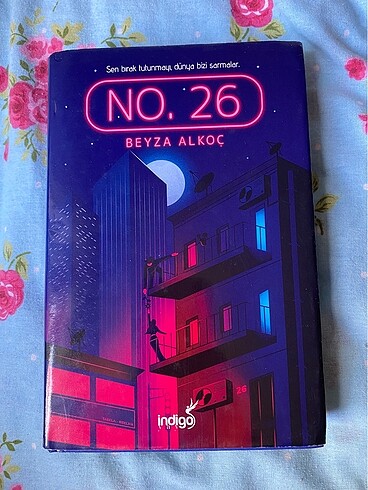 Sen bırak tutunmayı, dünya bizi sarmalar.
NO. 26
BEYZA ALKOÇ
26
indigo